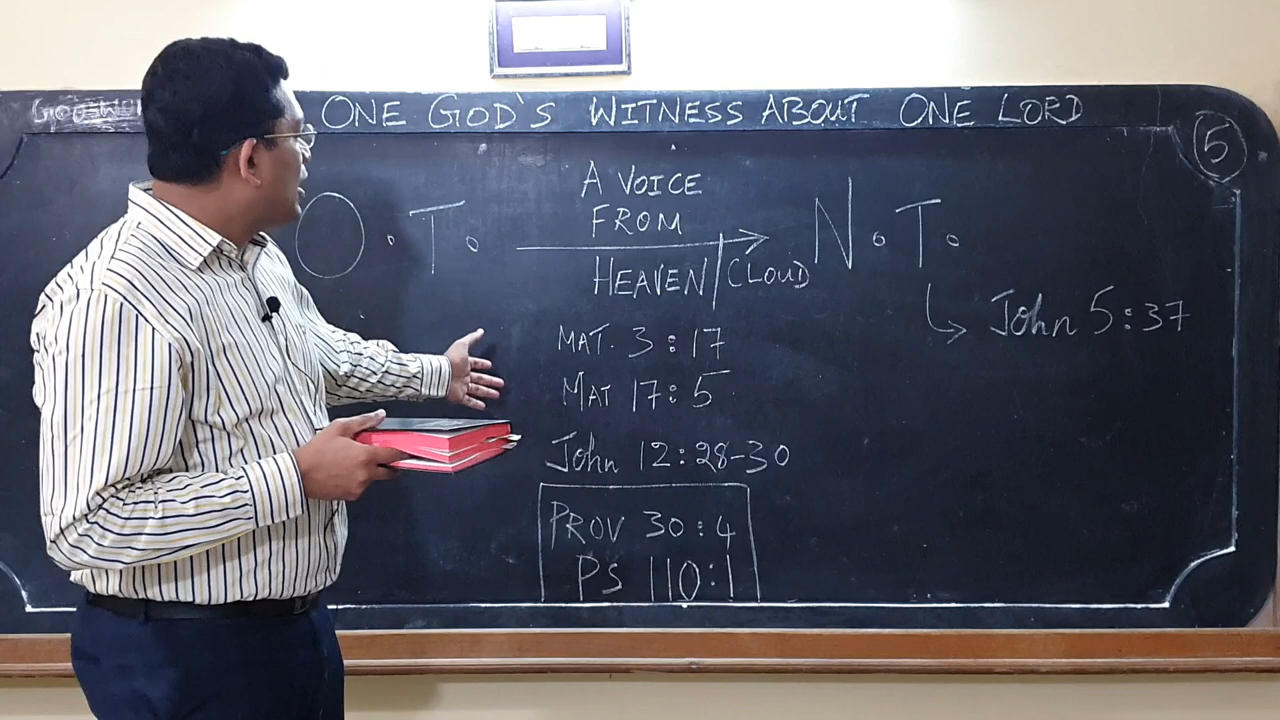 ONE GOD'S WITNESS ABOUT ONE LORD
5
A VOICE
FROM
HEAVEN/CLOUD
O.T.
N.T.
John 5:37
MAT. 3:17
MAT 17:5
John 12:28-30
PROV 30:4
PS 110:1